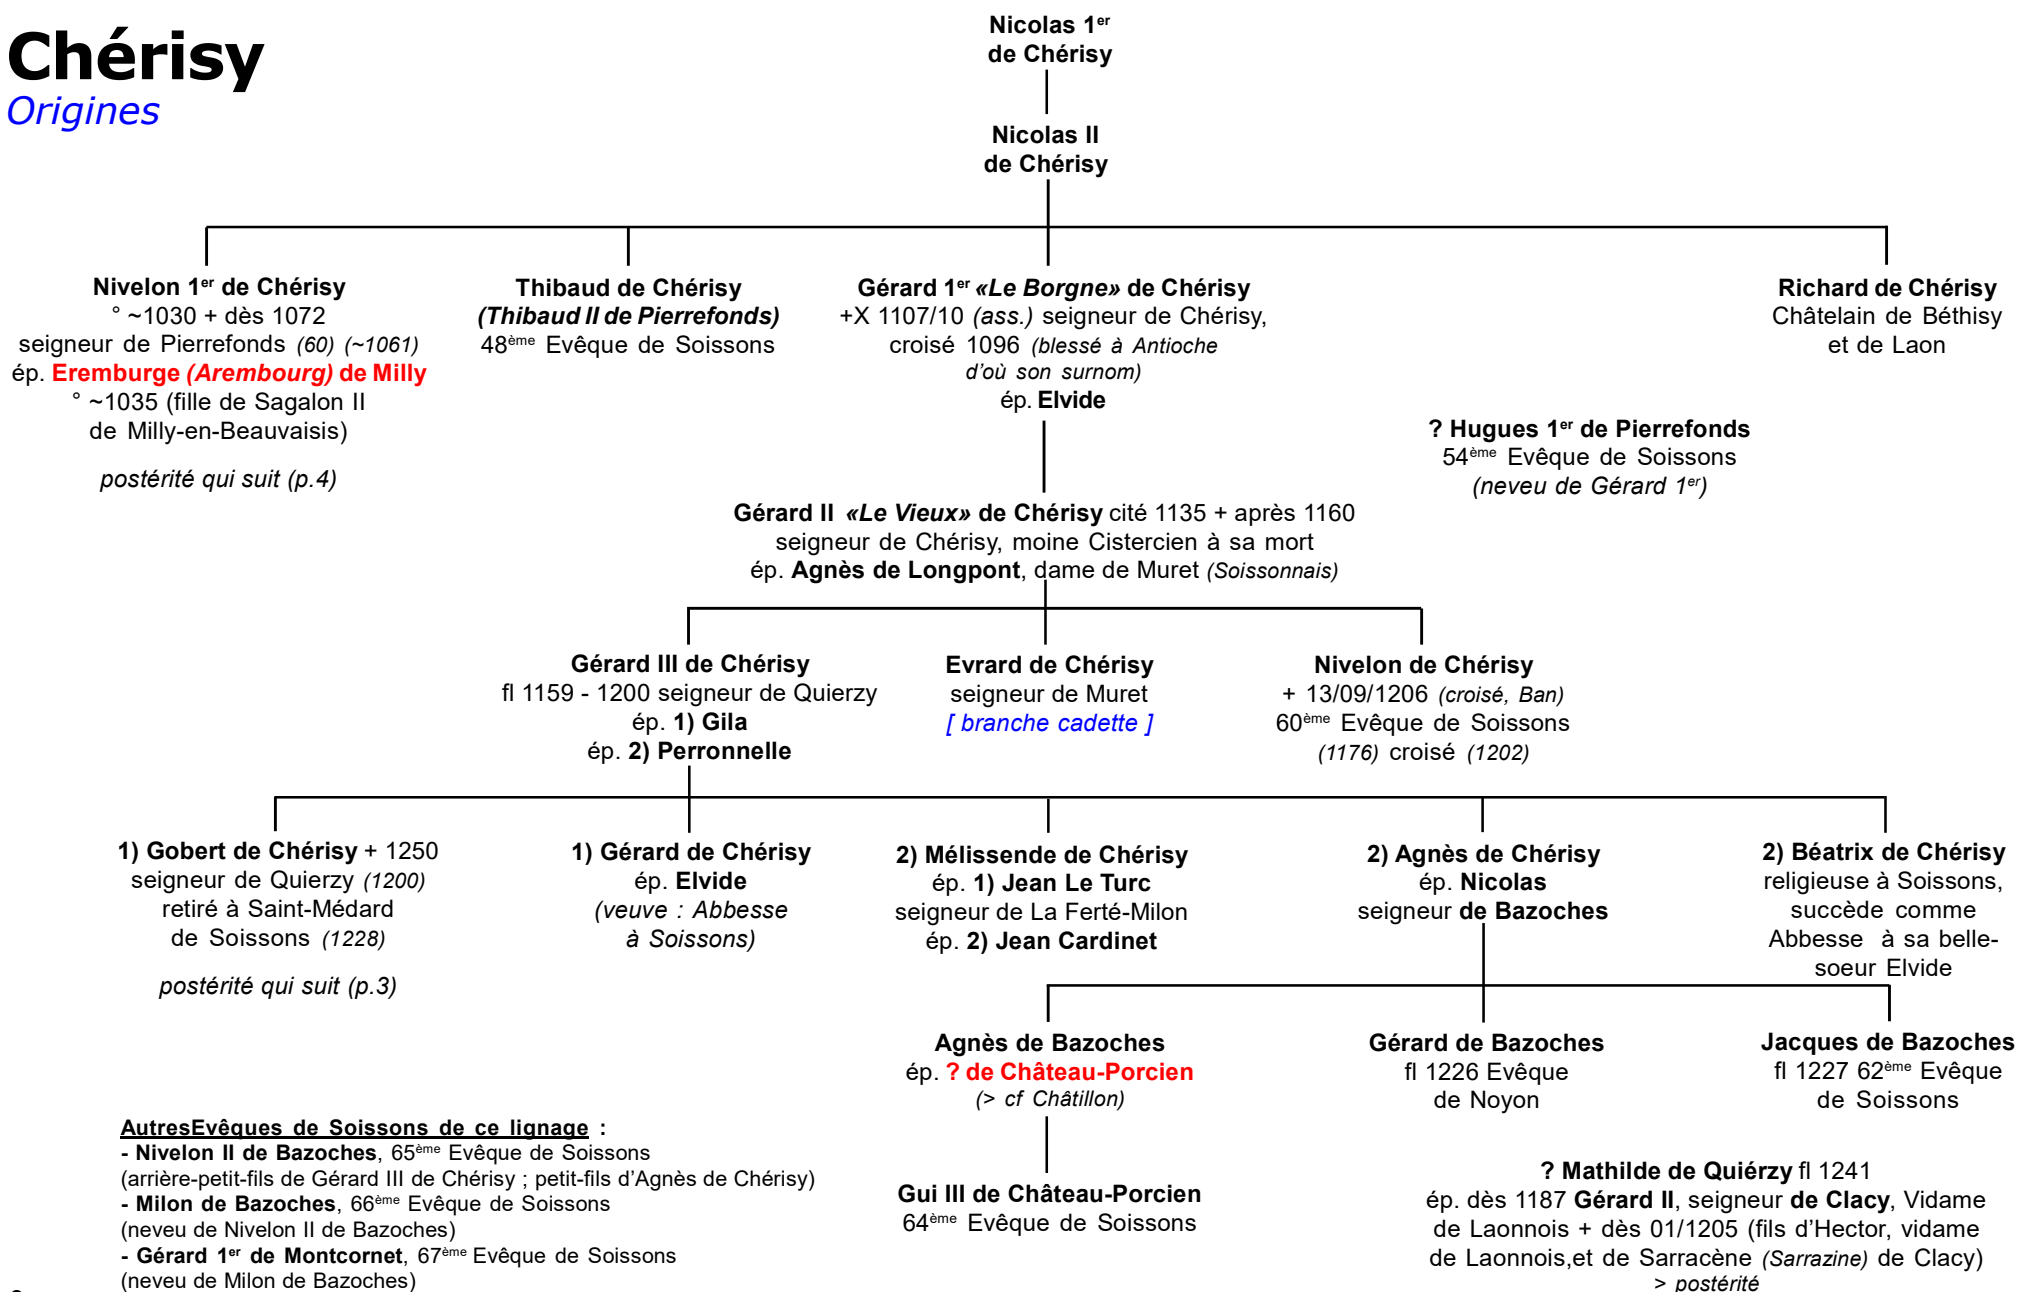 Chérisy
Origines
Nicolas 1er
de Chérisy
Nicolas II
de Chérisy
Nivelon 1er de Chérisy
° ~1030 + dès 1072
seigneur de Pierrefonds (60) (~1061)
ép. Eremburge (Arembourg) de Milly
° ~1035 (fille de Sagalon II
de Milly-en-Beauvaisis)
postérité qui suit (p.4)
Thibaud de Chérisy
(Thibaud II de Pierrefonds)
48ème Evêque de Soissons
Gérard 1er «Le Borgne» de Chérisy
+X 1107/10 (ass.) seigneur de Chérisy,
croisé 1096 (blessé à Antioche
d'où son surnom)
ép. Elvide
Richard de Chérisy
Châtelain de Béthisy
et de Laon
? Hugues 1er de Pierrefonds
54ème Evêque de Soissons
(neveu de Gérard 1er)
Gérard II «Le Vieux» de Chérisy cité 1135 + après 1160
seigneur de Chérisy, moine Cistercien à sa mort
ép. Agnès de Longpont, dame de Muret (Soissonnais)
Gérard III de Chérisy
fl 1159 - 1200 seigneur de Quierzy
ép. 1) Gila
ép. 2) Perronnelle
Evrard de Chérisy
seigneur de Muret
[ branche cadette ]
Nivelon de Chérisy
+ 13/09/1206 (croisé, Ban)
60ème Evêque de Soissons
(1176) croisé (1202)
1) Gobert de Chérisy + 1250
seigneur de Quierzy (1200)
retiré à Saint-Médard
de Soissons (1228)
postérité qui suit (p.3)
1) Gérard de Chérisy
ép. Elvide
(veuve : Abbesse
à Soissons)
2) Mélissende de Chérisy
ép. 1) Jean Le Turc
seigneur de La Ferté-Milon
ép. 2) Jean Cardinet
2) Agnès de Chérisy
ép. Nicolas
seigneur de Bazoches
2) Béatrix de Chérisy
religieuse à Soissons,
succède comme
Abbesse à sa belle-
soeur Elvide
Agnès de Bazoches
ép. ? de Château-Porcien
(> cf Châtillon)
Gérard de Bazoches
fl 1226 Evêque
de Noyon
Jacques de Bazoches
fl 1227 62ème Evêque
de Soissons
Gui III de Château-Porcien
64ème Evêque de Soissons
AutresEvêques de Soissons de ce lignage :
- Nivelon II de Bazoches, 65ème Evêque de Soissons
(arrière-petit-fils de Gérard III de Chérisy ; petit-fils d'Agnès de Chérisy)
- Milon de Bazoches, 66ème Evêque de Soissons
(neveu de Nivelon II de Bazoches)
- Gérard 1er de Montcornet, 67ème Evêque de Soissons
(neveu de Milon de Bazoches)
? Mathilde de Quiérzy fl 1241
ép. dès 1187 Gérard II, seigneur de Clacy, Vidame
de Laonnois + dès 01/1205 (fils d'Hector, vidame
de Laonnois,et de Sarracène (Sarrazine) de Clacy)
> postérité